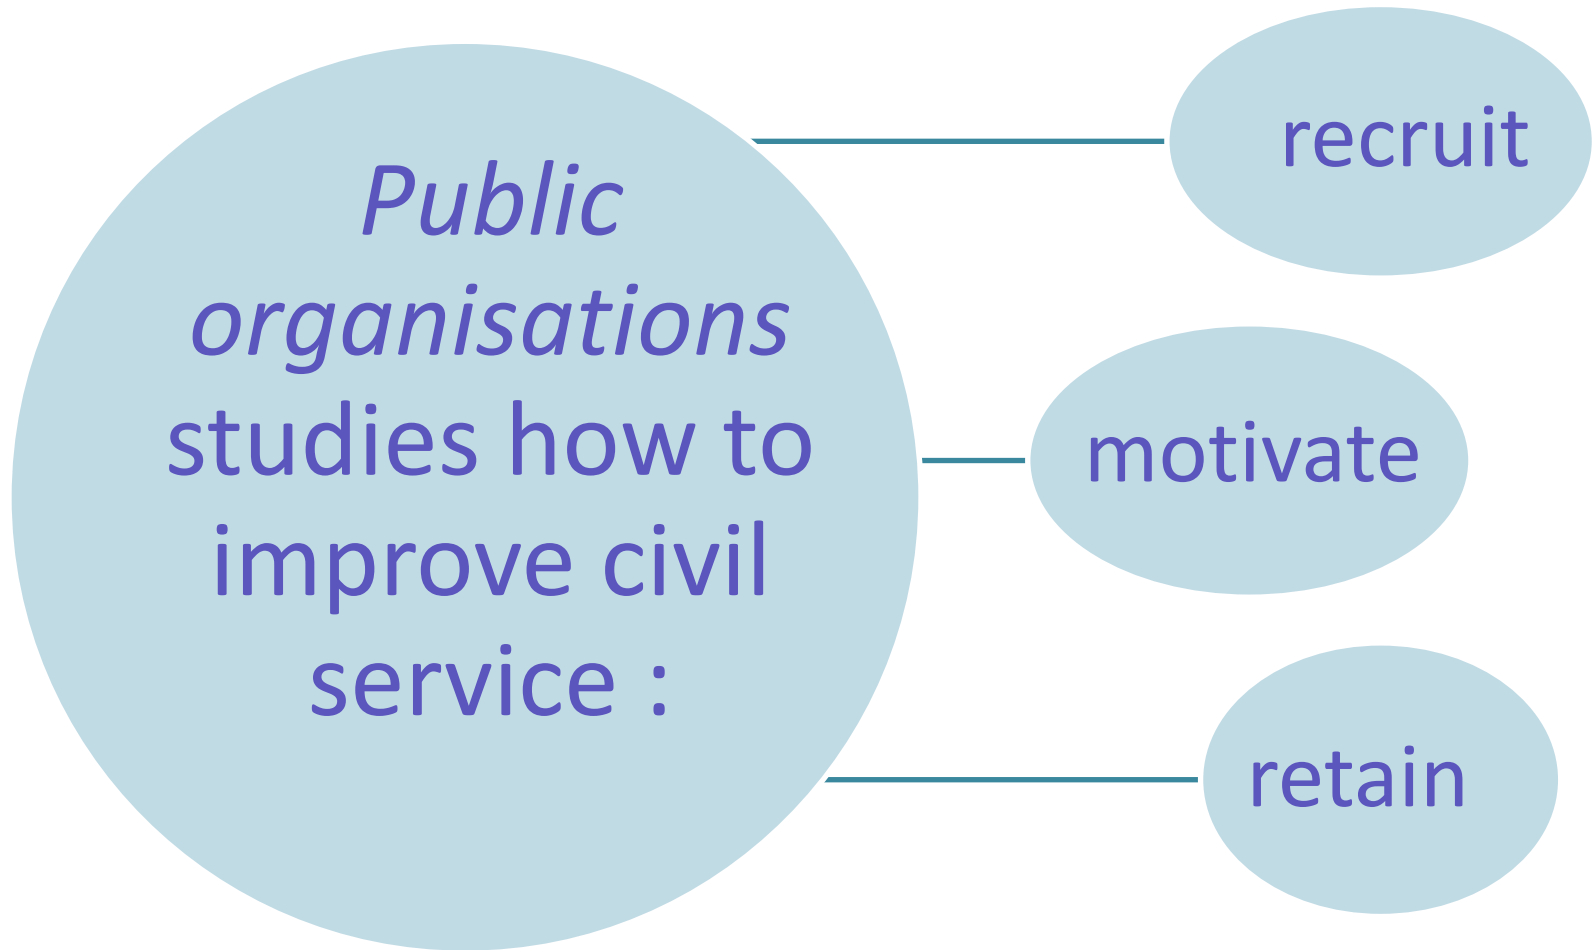 Public
organisations
studies how to
improve civil
service :
recruit
motivate
retain